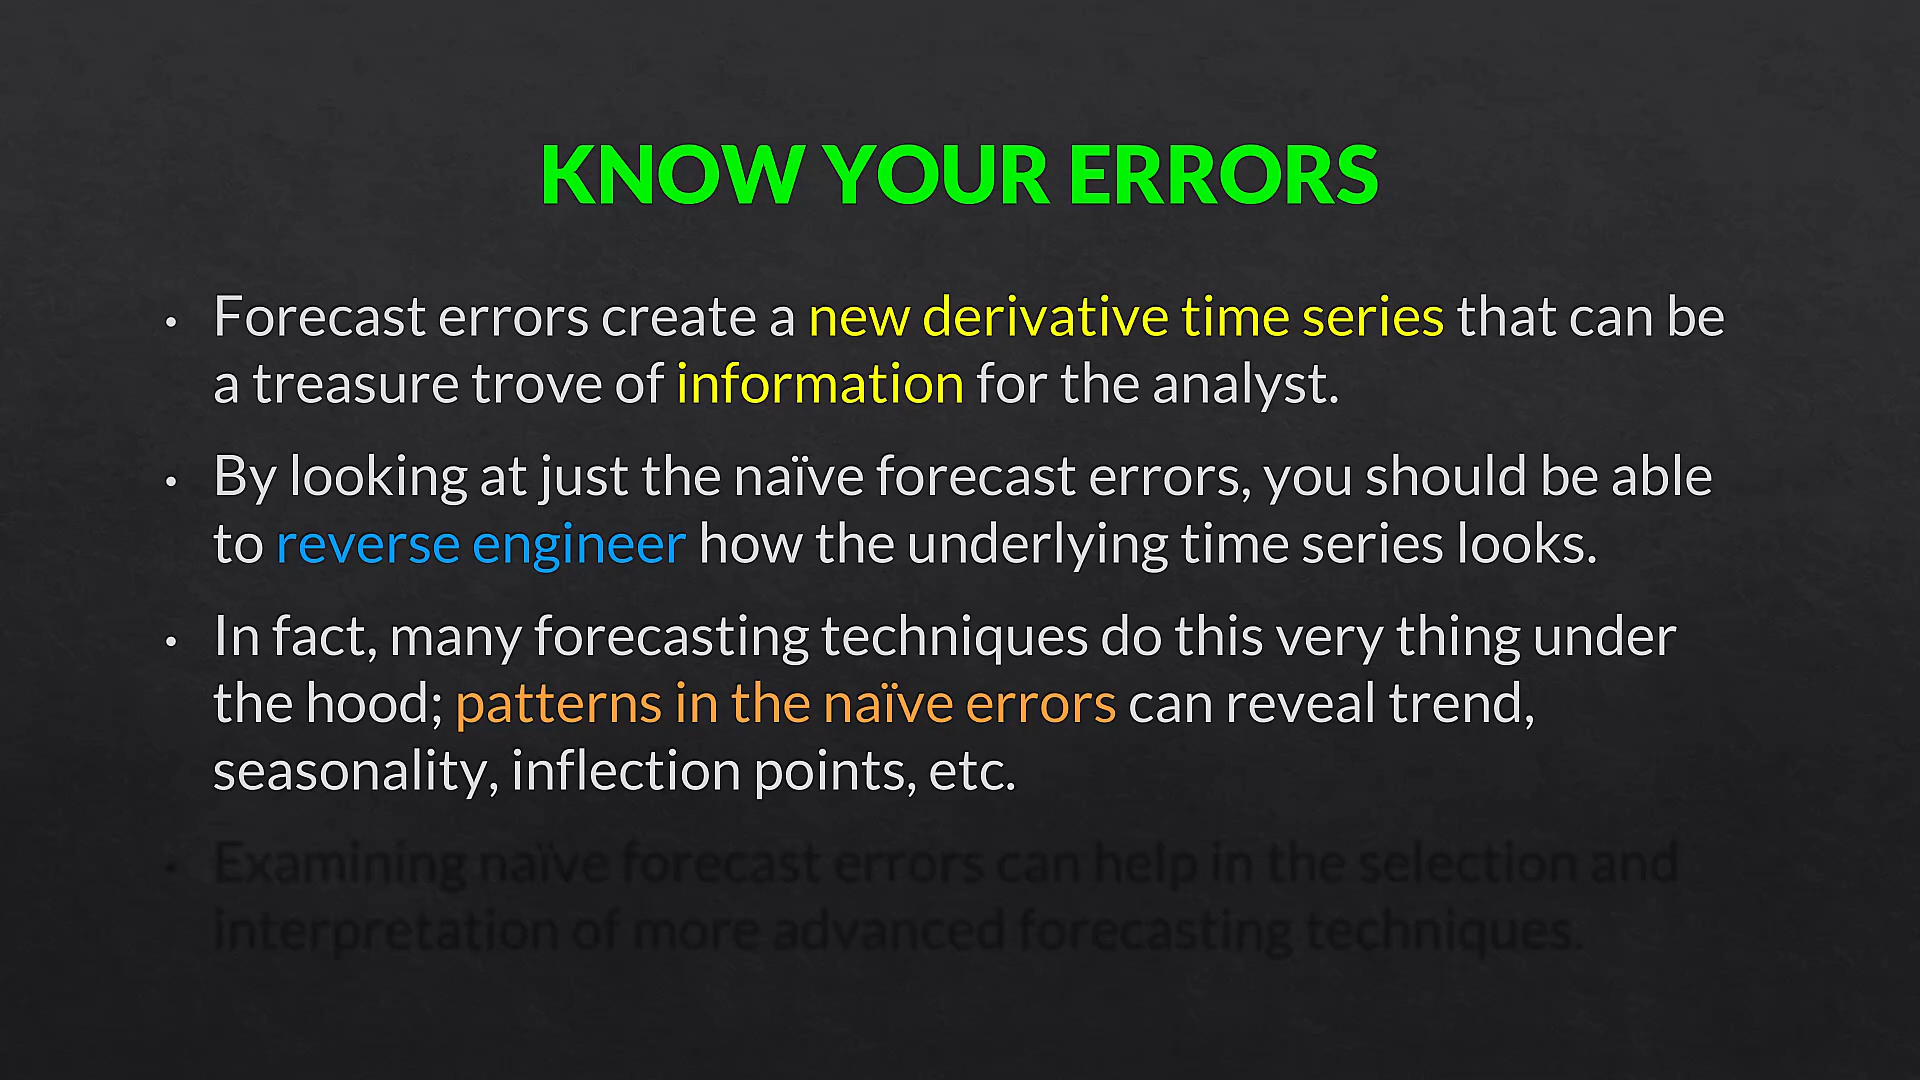 KNOW YOUR ERRORS
• Forecast errors create a new derivative time series that can be
a treasure trove of information for the analyst.
• By looking at just the naïve forecast errors, you should be able
to reverse engineer how the underlying time series looks.
• In fact, many forecasting techniques do this very thing under
the hood; patterns in the naïve errors can reveal trend,
seasonality, inflection points, etc.
• Examining naïve forecast errors can help in the selection and
interpretation of more advanced forecasting techniques.